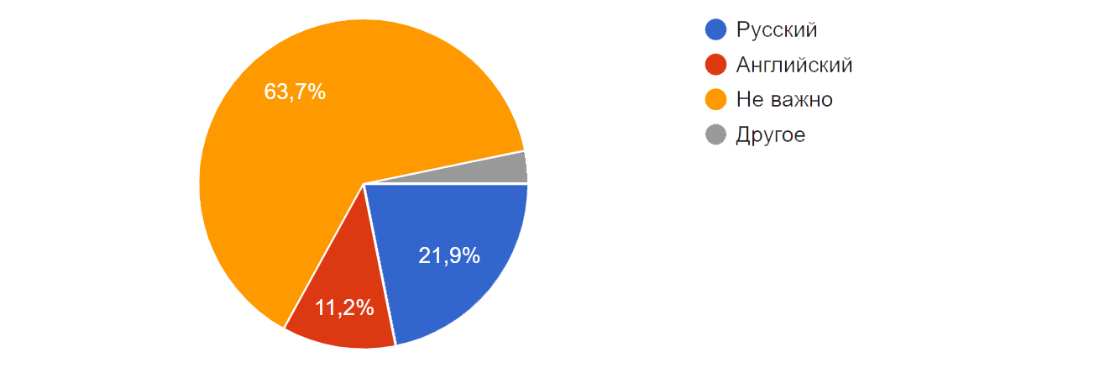 63,7%
21,9%
11,2%
Русский
Английский
Не важно
Другое